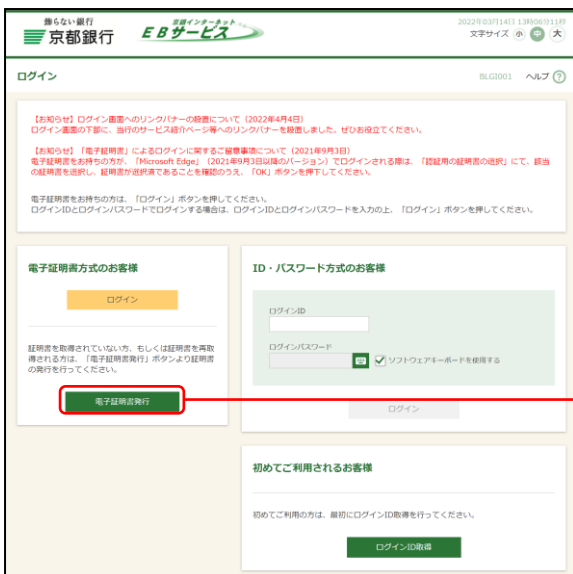 飾らない銀行
京都銀行
京銀インターネット
EBサービス
2022年03月14日 13時06分11秒
文字サイズ 小 中 大
ログイン
BLGI001 ヘルプ ?
【お知らせ】ログイン画面へのリンクバナーの設置について（2022年4月4日）
ログイン画面の下部に、当行のサービス紹介ページ等へのリンクバナーを設置しました。ぜひお役立てください。
【お知らせ】「電子証明書」によるログインに関するご留意事項について（2021年9月3日）
電子証明書をお持ちの方が、「Microsoft Edge」（2021年9月3日以降のバージョン）でログインされる際は、「認証用の証明書の選択」にて、該当
の証明書を選択し、証明書が選択済であることを確認のうえ、「OK」ボタンを押下してください。
電子証明書をお持ちの方は、「ログイン」ボタンを押してください。
ログインIDとログインパスワードでログインする場合は、ログインIDとログインパスワードを入力の上、「ログイン」ボタンを押してください。
電子証明書方式のお客様
ログイン
証明書を取得されていない方、もしくは証明書を再取
得される方は、「電子証明書発行」ボタンより証明書
の発行を行ってください。
電子証明書発行
ID・パスワード方式のお客様
ログインID
ログインパスワード
ソフトウェアキーボードを使用する
ログイン
初めてご利用されるお客様
初めてご利用の方は、最初にログインID取得を行ってください。
ログインID取得